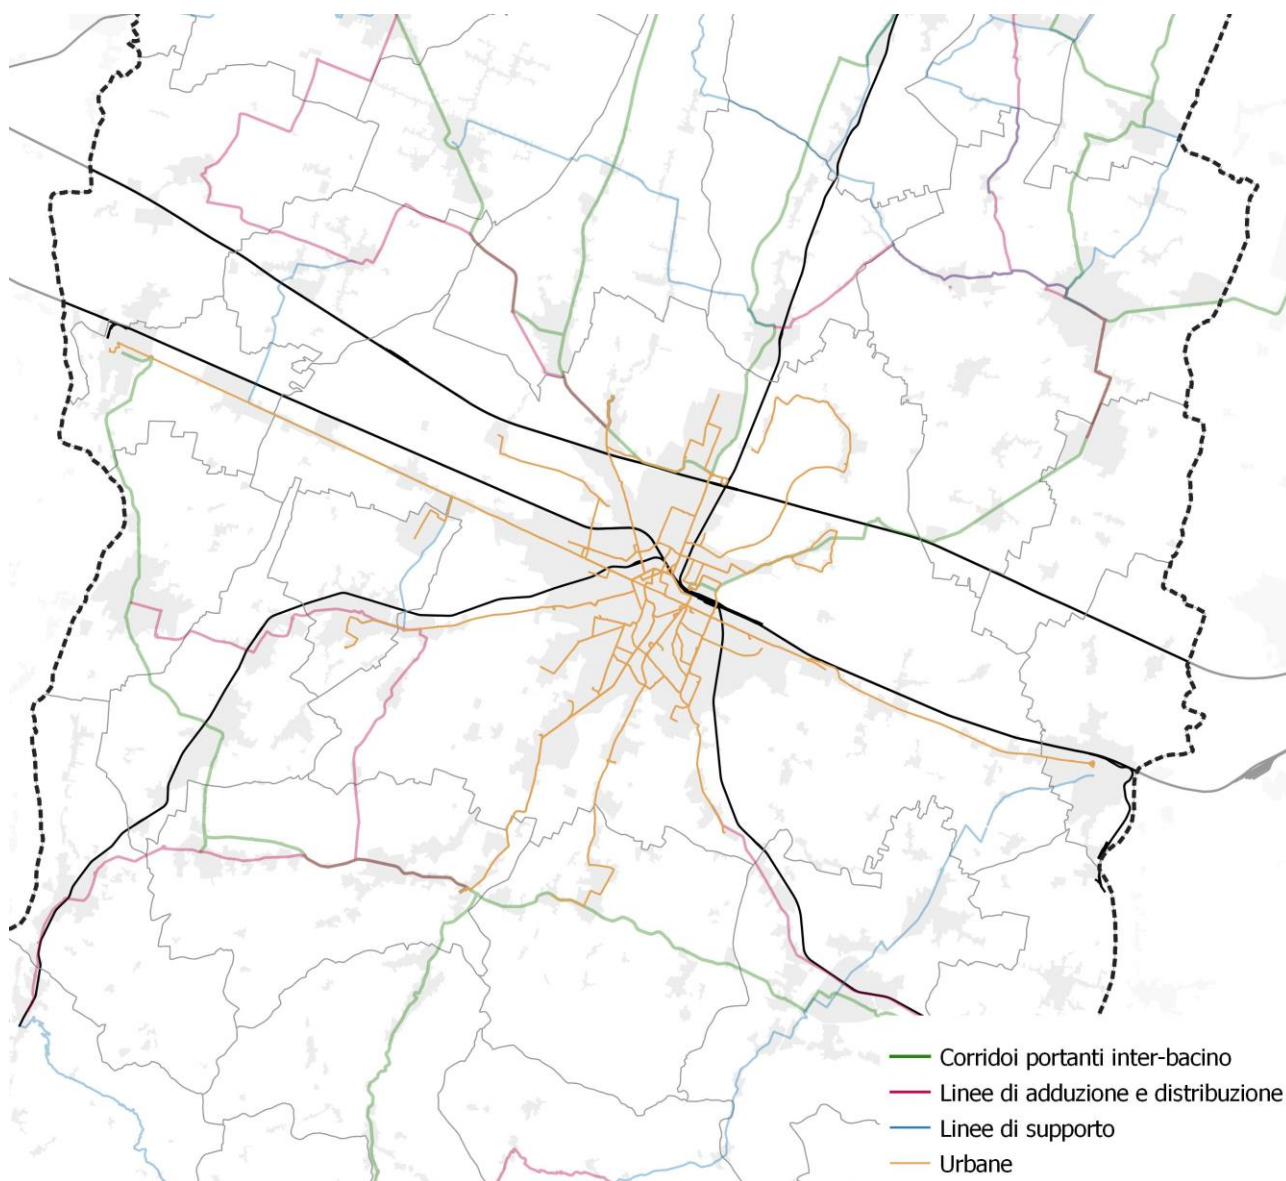 Corridoi portanti inter-bacino
Linee di adduzione e distribuzione
Linee di supporto
Urbane